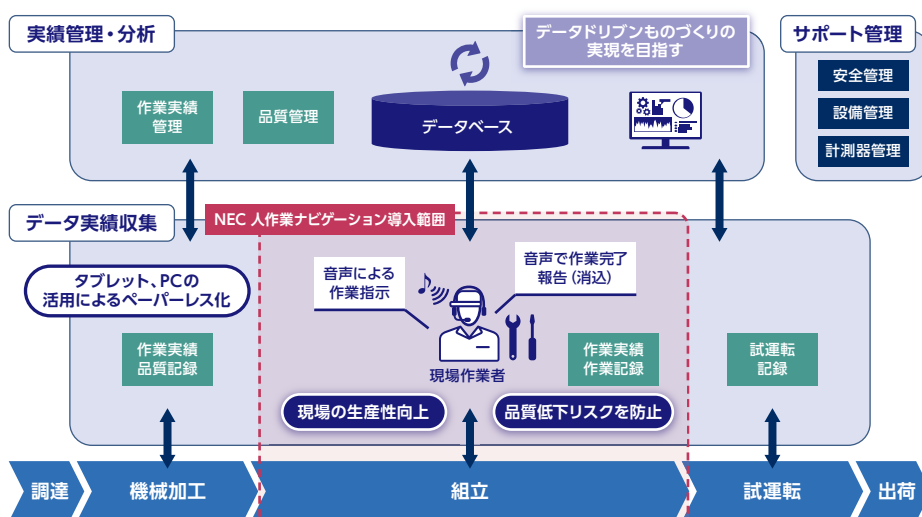 実績管理・分析
データドリブンものづくりの
実現を目指す
サポート管理
作業実績
管理
品質管理
データベース
安全管理
設備管理
計測器管理
データ実績収集
NEC 人作業ナビゲーション導入範囲
タブレット、PCの
活用によるペーパーレス化
音声による
作業指示
音声で作業完了
報告（消込）
作業実績
品質記録
現場作業者
作業実績
作業記録
試運転
記録
現場の生産性向上
品質低下リスクを防止
調達
機械加工
組立
試運転
出荷